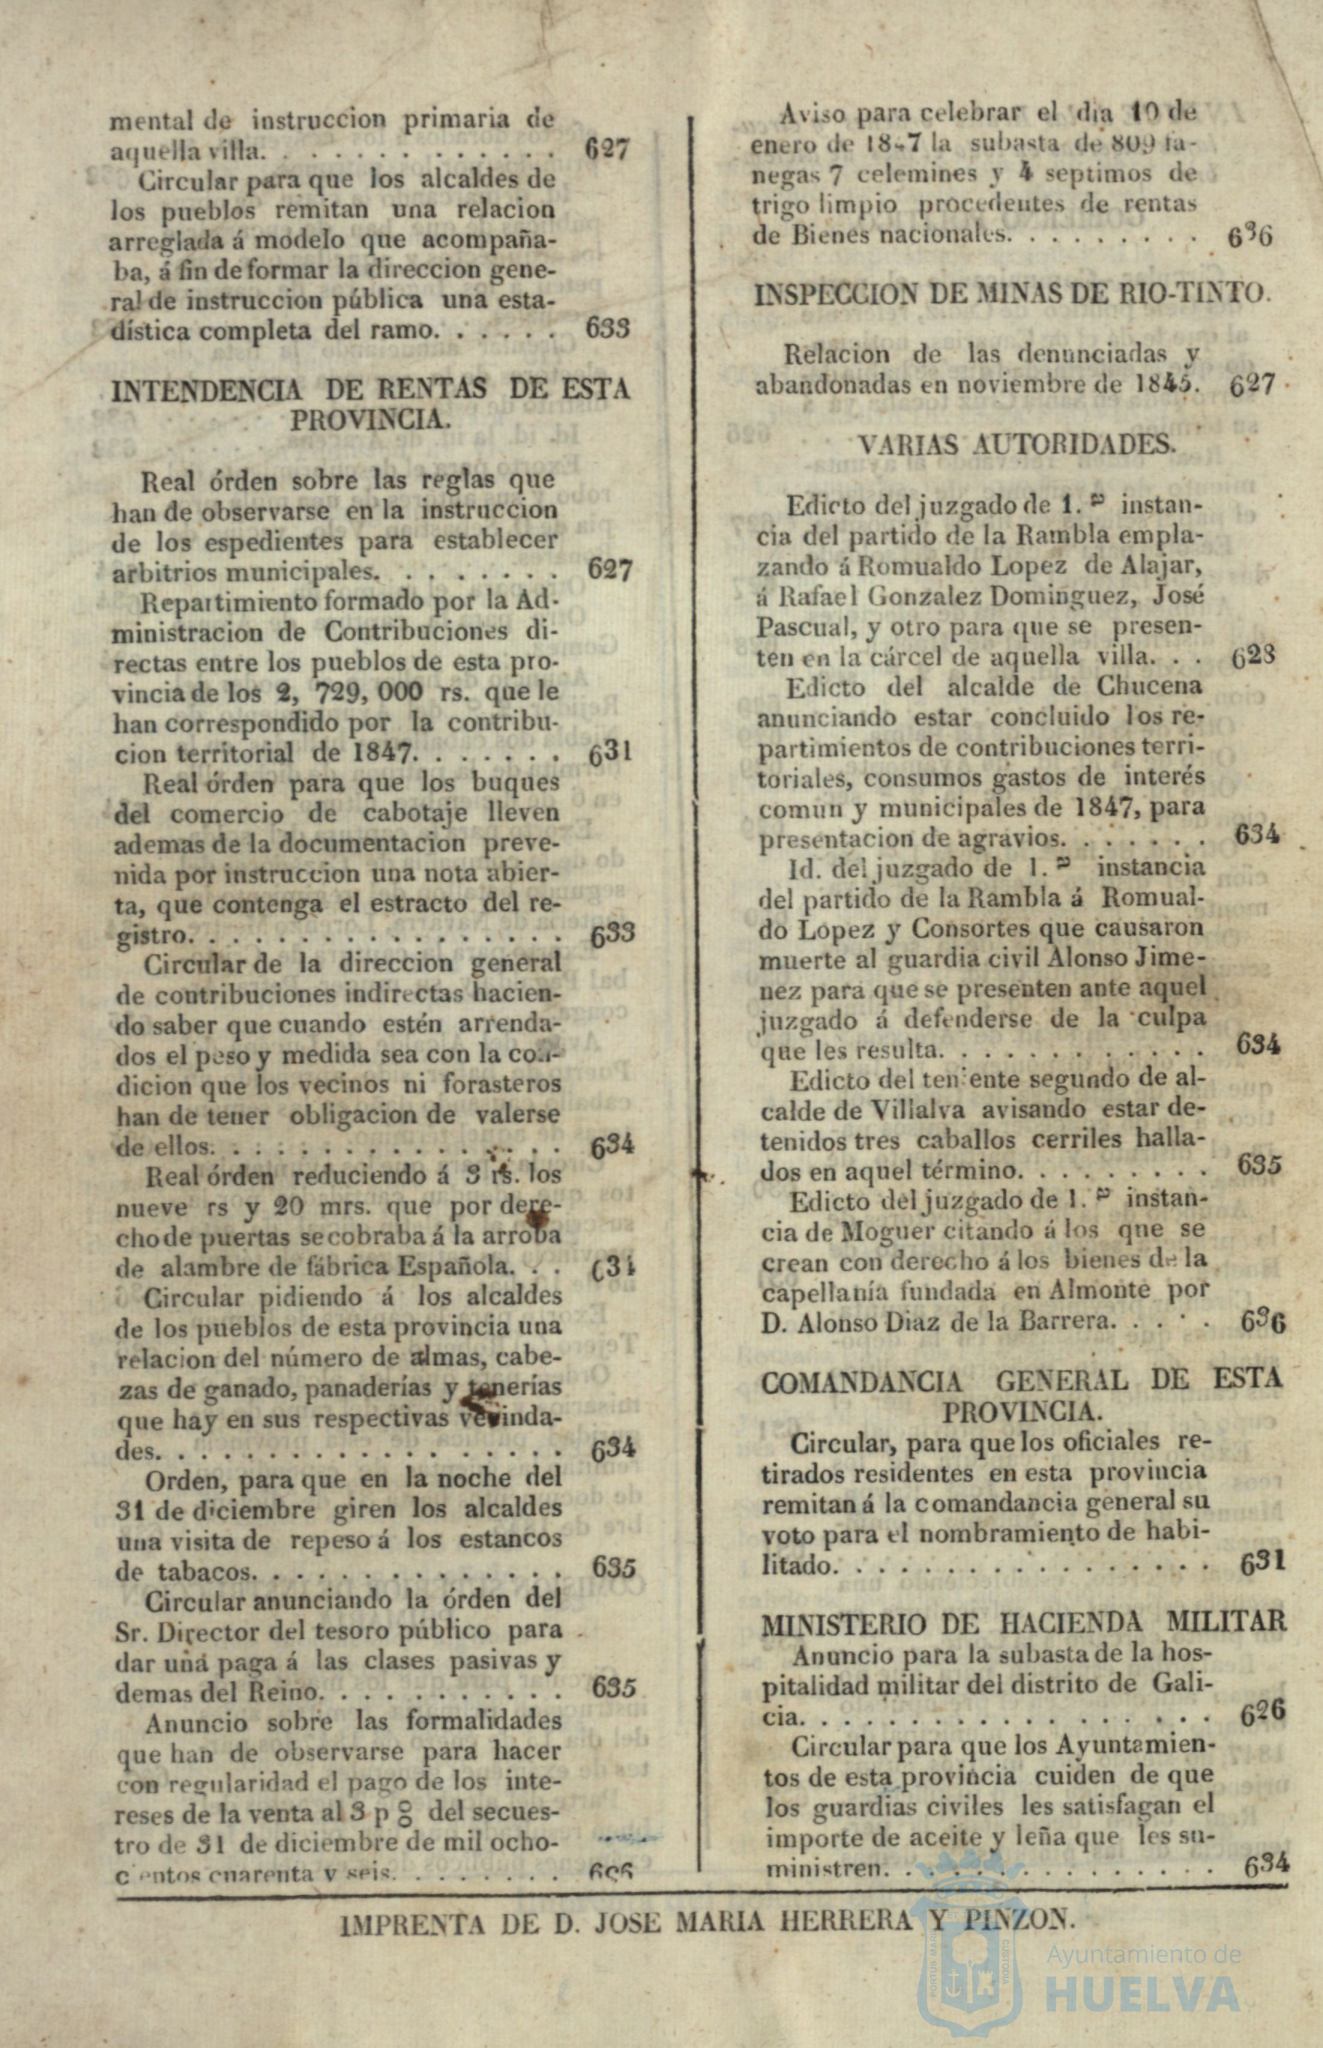 mental de instruccion primaria de
aquella villa. . . . . . . . . . . . . 627
Circular para que los alcaldes de
los pueblos remitan una relacion
arreglada á modelo que acompaña-
ba, á fin de formar la direccion gene-
ral de instruccion pública una esta-
dística completa del ramo. . . . . . 633
INTENDENCIA DE RENTAS DE ESTA
PROVINCIA.
Real órden sobre las reglas que
han de observarse en la instruccion
de los espedientes para establecer
arbitrios municipales. . . . . . . . 627
Repartimiento formado por la Ad-
ministracion de Contribuciones di-
rectas entre los pueblos de esta pro-
vincia de los 2, 729, 000 rs. que le
han correspondido por la contribu-
cion territorial de 1847. . . . . . . 631
Real órden para que los buques
del comercio de cabotaje lleven
ademas de la documentacion preve-
nida por instruccion una nota abier-
ta, que contenga el estracto del re-
gistro. . . . . . . . . . . . . . . . . 633
Circular de la direccion general
de contribuciones indirectas hacien-
do saber que cuando estén arrenda-
dos el peso y medida sea con la con-
dicion que los vecinos ni forasteros
han de tener obligacion de valerse
de ellos. . . . . . . . . . . . . . . . 634
Real órden reduciendo á 3 rs. los
nueve rs y 20 mrs. que por dere-
cho de puertas se cobraba á la arroba
de alambre de fábrica Española. . . 634
Circular pidiendo á los alcaldes
de los pueblos de esta provincia una
relacion del número de almas, cabe-
zas de ganado, panaderías y tenerías
que hay en sus respectivas vecinda-
des. . . . . . . . . . . . . . . . . . . 634
Orden, para que en la noche del
31 de diciembre giren los alcaldes
una visita de repeso á los estancos
de tabacos. . . . . . . . . . . . . . 635
Circular anunciando la órden del
Sr. Director del tesoro público para
dar una paga á las clases pasivas y
demas del Reino. . . . . . . . . . . 635
Anuncio sobre las formalidades
que han de observarse para hacer
con regularidad el pago de los inte-
reses de la venta al 3 p % del secues-
tro de 31 de diciembre de mil ocho-
cientos cuarenta y seis. . . . . . . .
Aviso para celebrar el dia 10 de
enero de 1847 la subasta de 809 fa-
negas 7 celemines y 4 septimos de
trigo limpio procedentes de rentas
de Bienes nacionales. . . . . . . . . 636
INSPECCION DE MINAS DE RIO-TINTO.
Relacion de las denunciadas y
abandonadas en noviembre de 1845. 627
VARIAS AUTORIDADES.
Edicto del juzgado de 1.ª instan-
cia del partido de la Rambla empla-
zando á Romualdo Lopez de Alajar,
á Rafael Gonzalez Dominguez, José
Pascual, y otro para que se presen-
ten en la cárcel de aquella villa. . . 628
Edicto del alcalde de Chucena
anunciando estar concluido los re-
partimientos de contribuciones terri-
toriales, consumos gastos de interés
comun y municipales de 1847, para
presentacion de agravios. . . . . . . 634
Id. del juzgado de 1.ª instancia
del partido de la Rambla á Romual-
do Lopez y Consortes que causaron
muerte al guardia civil Alonso Jime-
nez para que se presenten ante aquel
juzgado á defenderse de la culpa
que les resulta. . . . . . . . . . . . 634
Edicto del teniente segundo de al-
calde de Villalva avisando estar de-
tenidos tres caballos cerriles halla-
dos en aquel término. . . . . . . . . 635
Edicto del juzgado de 1.ª instan-
cia de Moguer citando á los que se
crean con derecho á los bienes de la
capellanía fundada en Almonte por
D. Alonso Diaz de la Barrera. . . . . 636
COMANDANCIA GENERAL DE ESTA
PROVINCIA.
Circular, para que los oficiales re-
tirados residentes en esta provincia
remitan á la comandancia general su
voto para el nombramiento de habi-
litado. . . . . . . . . . . . . . . . . 631
MINISTERIO DE HACIENDA MILITAR
Anuncio para la subasta de la hos-
pitalidad militar del distrito de Gali-
cia. . . . . . . . . . . . . . . . . . . 626
Circular para que los Ayuntamien-
tos de esta provincia cuiden de que
los guardias civiles les satisfagan el
importe de aceite y leña que les su-
ministren. . . . . . . . . . . . . . . 634
IMPRENTA DE D. JOSE MARIA HERRERA Y PINZON.
Ayuntamiento de
HUELVA